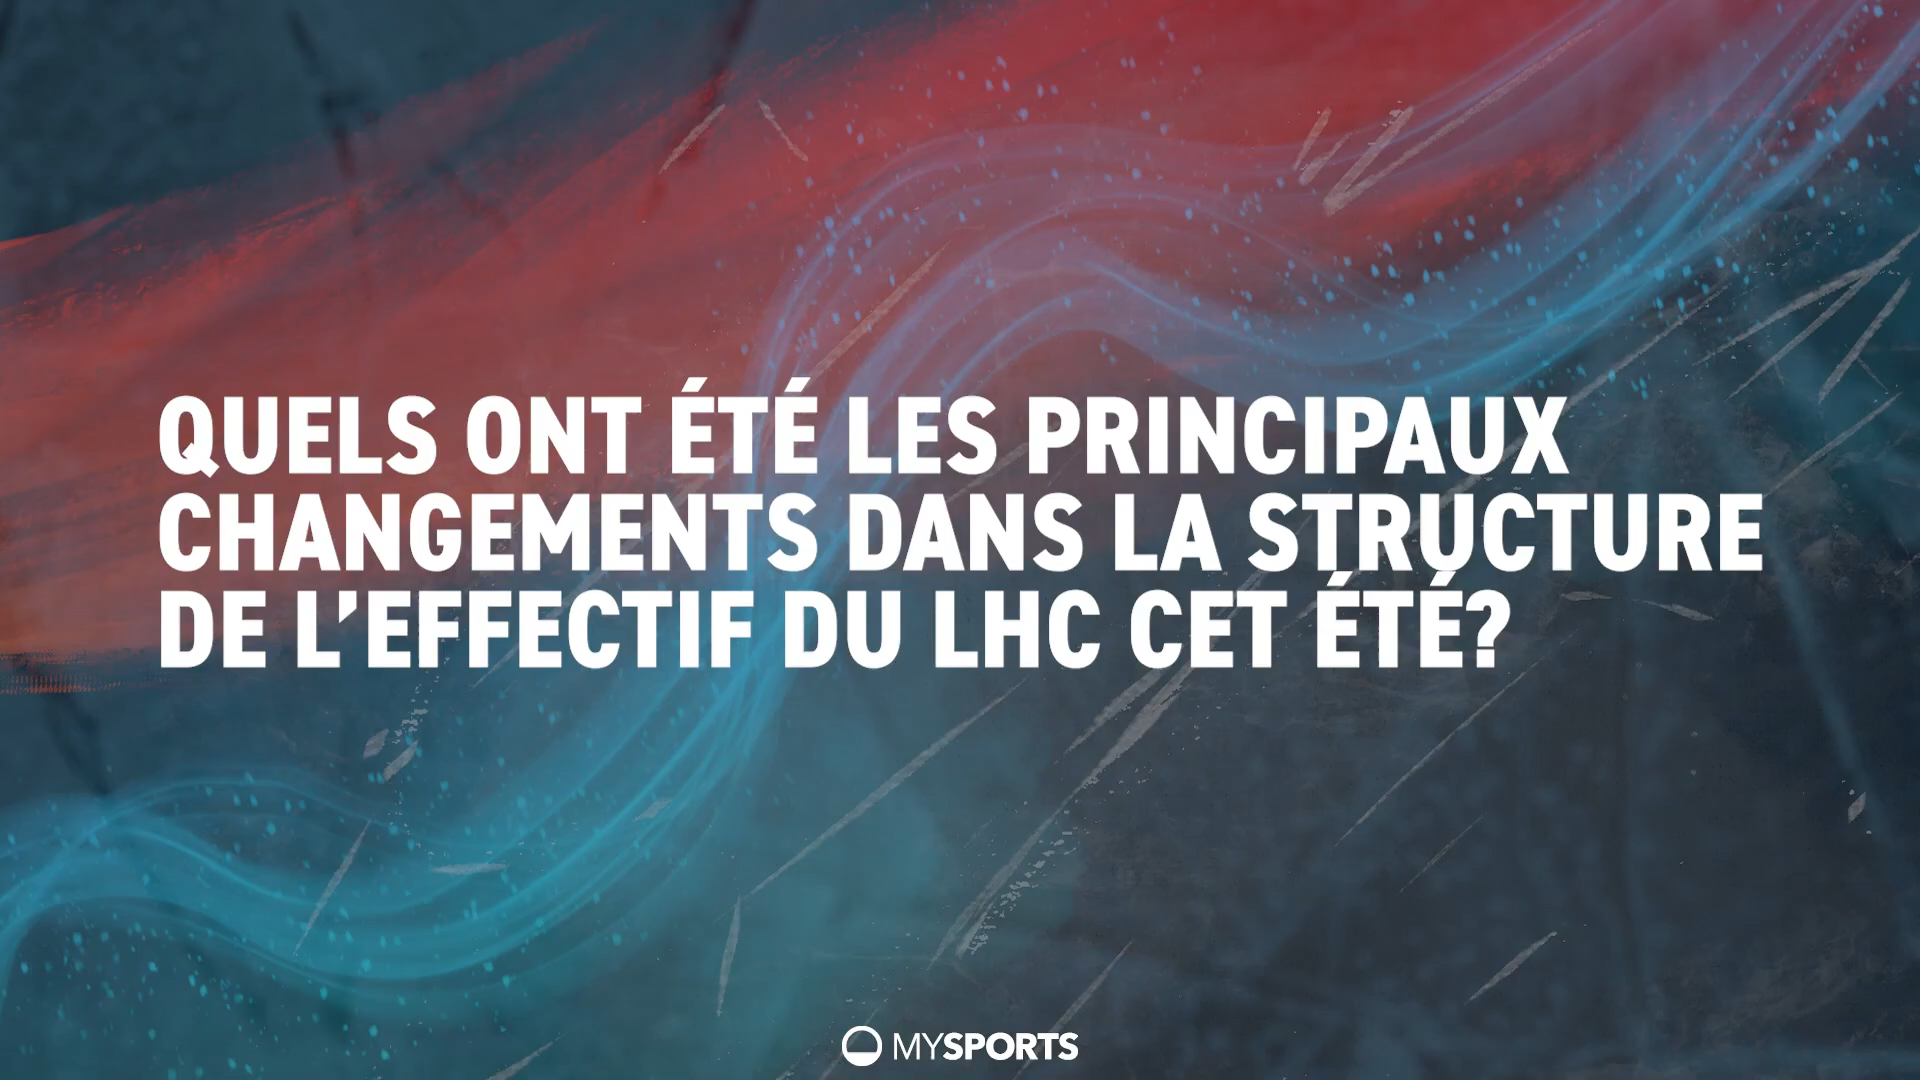 QUELS ONT ÉTÉ LES PRINCIPAUX
CHANGEMENTS DANS LA STRUCTURE
DE L’EFFECTIF DU LHC CET ÉTÉ?
MYSPORTS